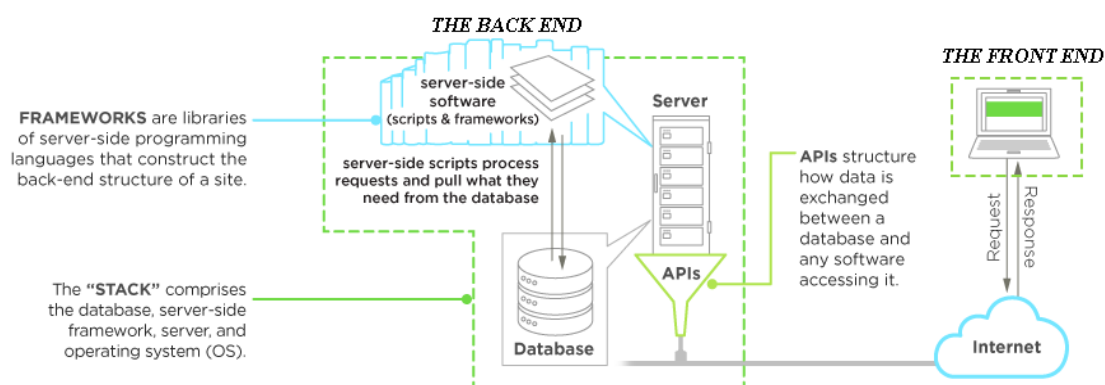 THE BACK END
THE FRONT END
server-side
software
(scripts & frameworks)
Server
FRAMEWORKS are libraries
of server-side programming
languages that construct the
back-end structure of a site.
server-side scripts process
requests and pull what they
need from the database
APIs structure
how data is
exchanged
between a
database and
any software
accessing it.
Request
Response
APIs
The “STACK” comprises
the database, server-side
framework, server, and
operating system (OS).
Database
Internet